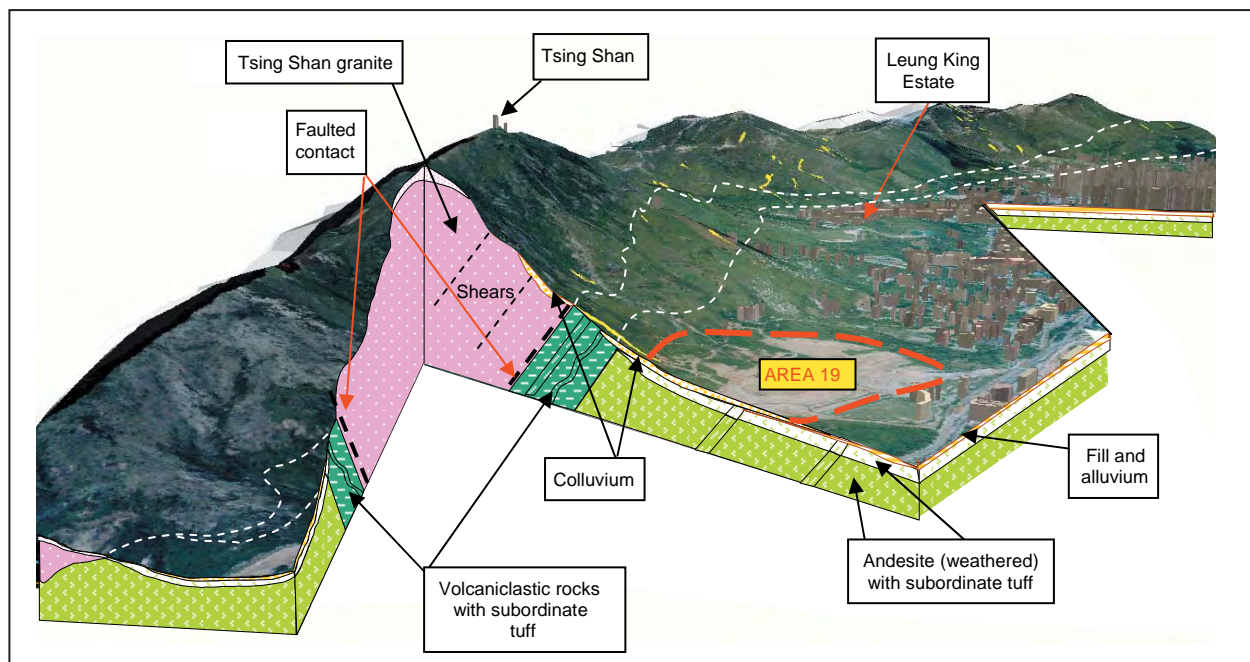 Tsing Shan granite
Tsing Shan
Leung King
Estate
Faulted
contact
Shears
AREA 19
Colluvium
Fill and
alluvium
Volcaniclastic rocks
with subordinate
tuff
Andesite (weathered)
with subordinate tuff